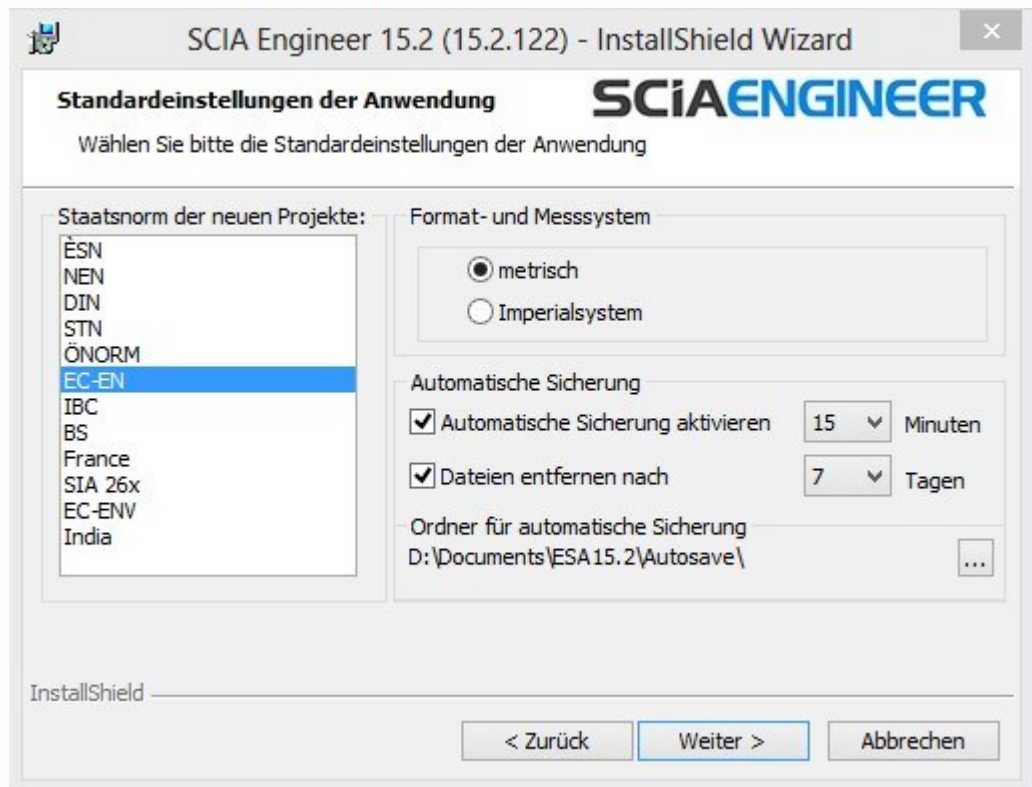 SCIA Engineer 15.2 (15.2.122) - InstallShield Wizard
Standardeinstellungen der Anwendung
SCiAENGINEER
Wählen Sie bitte die Standardeinstellungen der Anwendung
Staatsnorm der neuen Projekte:
ÈSN
NEN
DIN
STN
ÖNORM
EC-EN
IBC
BS
France
SIA 26x
EC-ENV
India
Format- und Messsystem
metrisch
Imperialsystem
Automatische Sicherung
Automatische Sicherung aktivieren 15 Minuten
Dateien entfernen nach 7 Tagen
Ordner für automatische Sicherung
D:\Documents\ESA15.2\Autosave\
...
InstallShield
< Zurück Weiter > Abbrechen